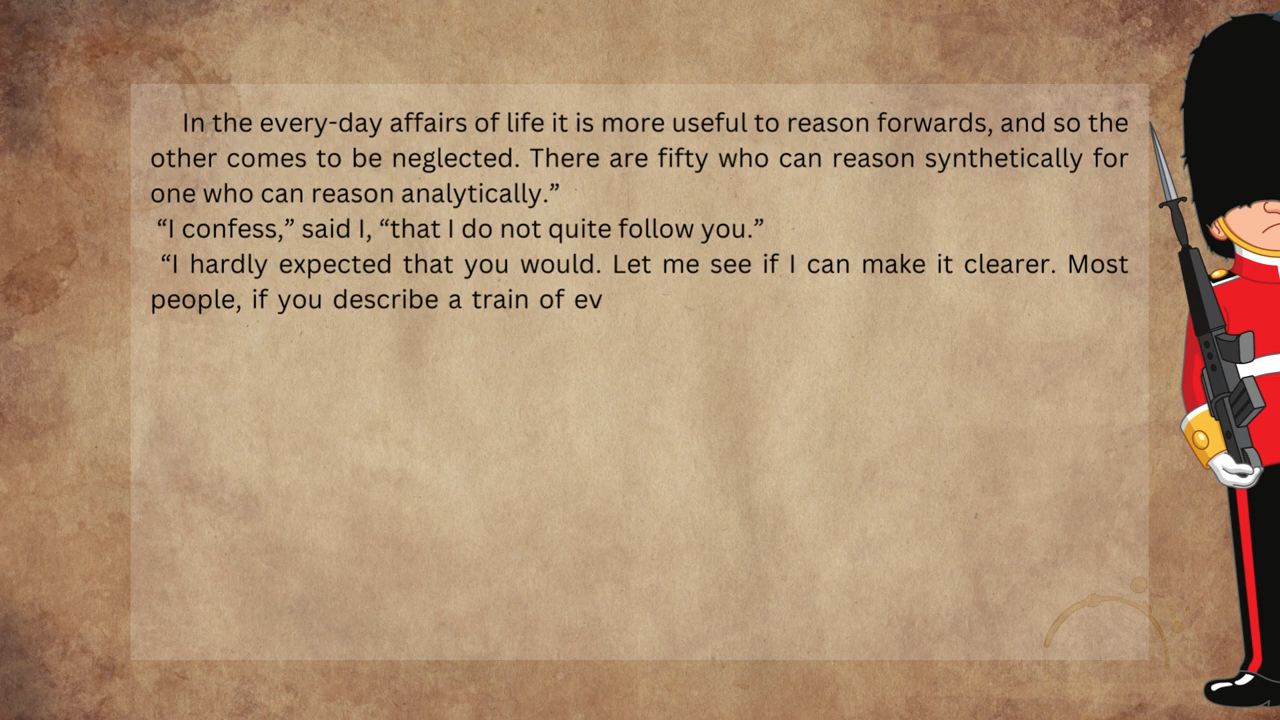 In the every-day affairs of life it is more useful to reason forwards, and so the
other comes to be neglected. There are fifty who can reason synthetically for
one who can reason analytically.”
“I confess,” said I, “that I do not quite follow you.”
“I hardly expected that you would. Let me see if I can make it clearer. Most
people, if you describe a train of ev